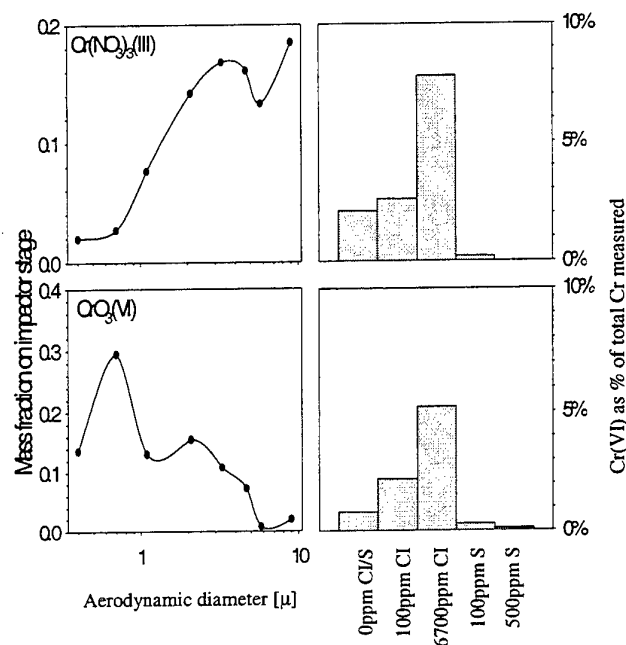 Mass fraction on impactor stage
0.2
0.1
0.0
Cr(NO3)3(III)
10%
5%
0%
0.4
0.3
0.2
0.1
0.0
CrO3(VI)
10%
5%
0%
1
10
Aerodynamic diameter [μ]
0ppm Cl/S
100ppm Cl
6700ppm Cl
100ppm S
500ppm S
Cr(VI) as % of total Cr measured